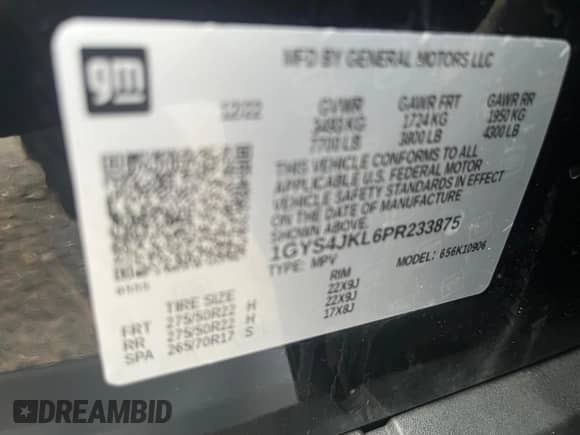 gm
MFD BY GENERAL MOTORS LLC
12/22 GVWR GAWR FRT GAWR RR
3493 KG 1724 KG 1950 KG
7700 LB 3800 LB 4300 LB
THIS VEHICLE CONFORMS TO ALL
APPLICABLE U.S. FEDERAL MOTOR
VEHICLE SAFETY STANDARDS IN EFFECT
ON THE DATE OF MANUFACTURE
SHOWN ABOVE.
1GYS4JKL6PR233875
TYPE: MPV MODEL: 656K10906
TIRE SIZE RIM
FRT 275/50R22 H 22X9J
RR 275/50R22 H 22X9J
SPA 265/70R17 S 17X8J
DREAMBID